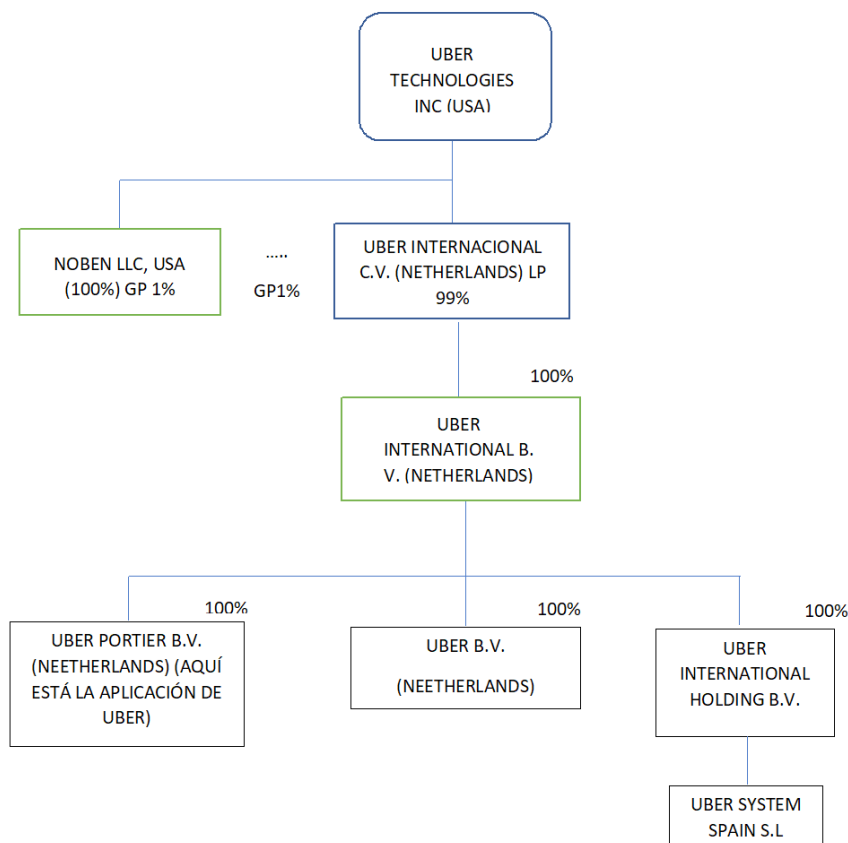 UBER
TECHNOLOGIES
INC (USA)
NOBEN LLC, USA
(100%) GP 1%
.....
GP1%
UBER INTERNACIONAL
C.V. (NETHERLANDS) LP
99%
100%
UBER
INTERNATIONAL B.
V. (NETHERLANDS)
100%
UBER PORTIER B.V.
(NEETHERLANDS) (AQUÍ
ESTÁ LA APLICACIÓN DE
UBER)
100%
UBER B.V.
(NEETHERLANDS)
100%
UBER
INTERNATIONAL
HOLDING B.V.
UBER SYSTEM
SPAIN S.L